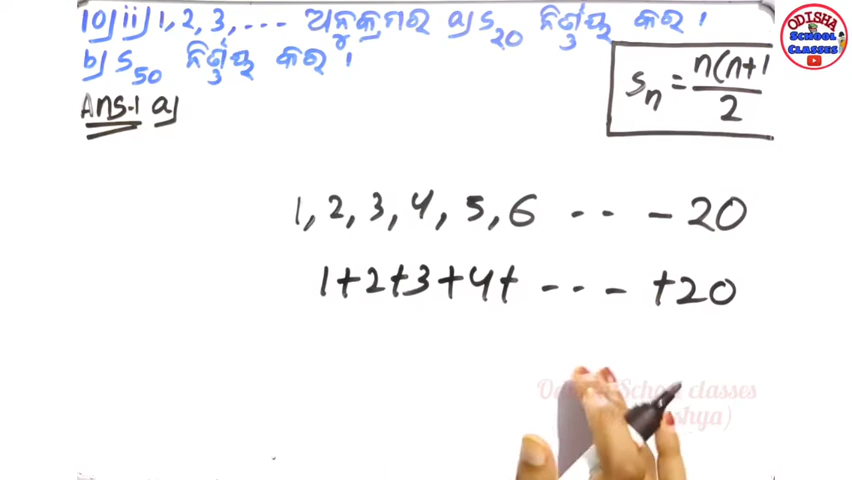 10) ii) 1, 2, 3, --- ଅନୁକ୍ରମର a) S₂₀ ନିର୍ଣ୍ଣୟ କର ।
b) S₅₀ ନିର୍ଣ୍ଣୟ କର ।
Sₙ = n(n+1 / 2
Ans:- a)
1, 2, 3, 4, 5, 6 -- - 20
1+2+3+4+ --- +20
ODISHA SCHOOL CLASSES